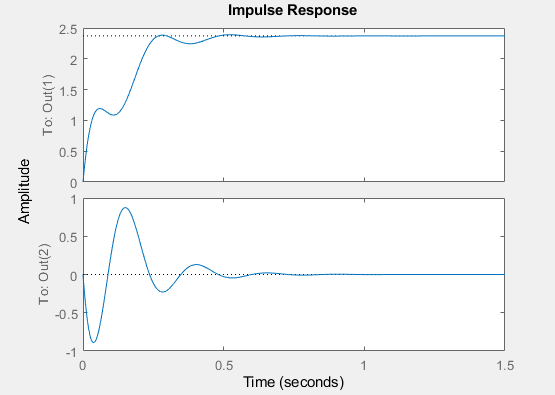 Impulse Response
Amplitude
To: Out(1)
2.5
2
1.5
1
0.5
0
To: Out(2)
1
0.5
0
-0.5
-1
0 0.5 1 1.5
Time (seconds)